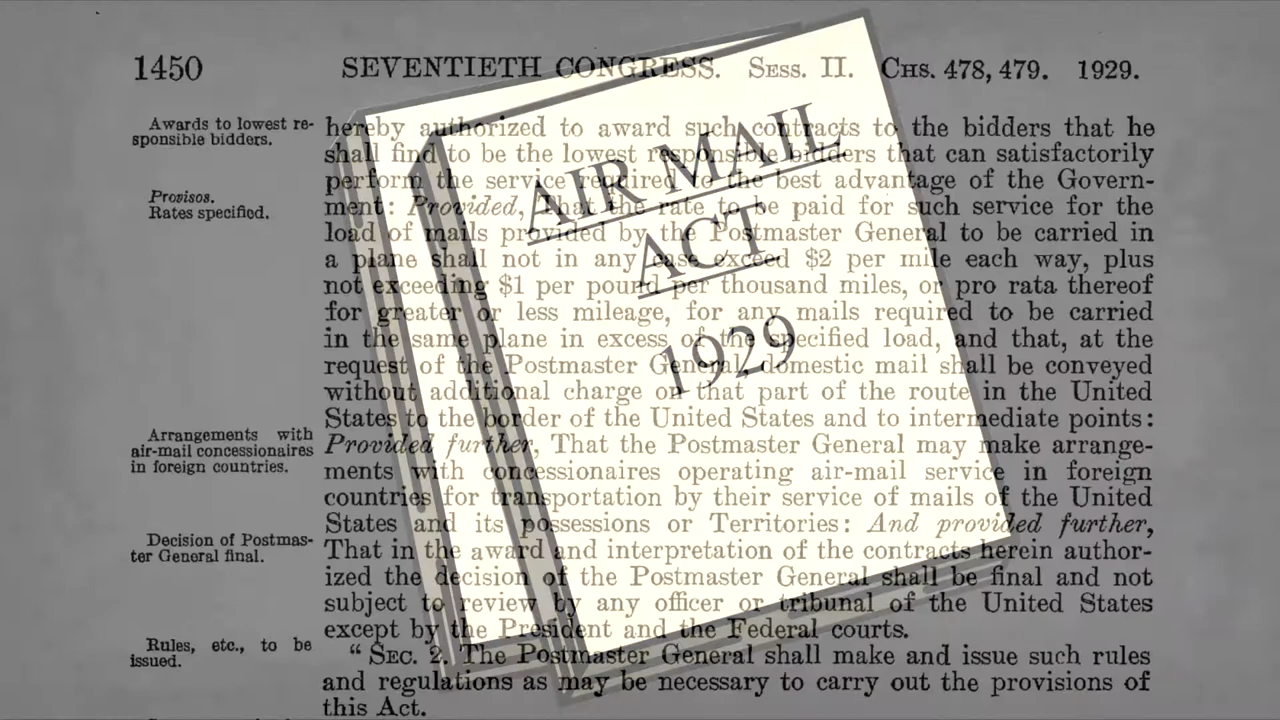 1450 SEVENTIETH CONGRESS. SESS. II. CHS. 478, 479. 1929.
Awards to lowest re-
sponsible bidders.
Provisos.
Rates specified.
Arrangements with
air-mail concessionaires
in foreign countries.
Decision of Postmas-
ter General final.
Rules, etc., to be
issued.
hereby authorized to award such contracts to the bidders that he
shall find to be the lowest responsible bidders that can satisfactorily
perform the service required to the best advantage of the Govern-
ment: Provided, That the rate to be paid for such service for the
load of mails provided by the Postmaster General to be carried in
a plane shall not in any case exceed $2 per mile each way, plus
not exceeding $1 per pound per thousand miles, or pro rata thereof
for greater or less mileage, for any mails required to be carried
in the same plane in excess of the specified load, and that, at the
request of the Postmaster General, domestic mail shall be conveyed
without additional charge on that part of the route in the United
States to the border of the United States and to intermediate points:
Provided further, That the Postmaster General may make arrange-
ments with concessionaires operating air-mail service in foreign
countries for transportation by their service of mails of the United
States and its possessions or Territories: And provided further,
That in the award and interpretation of the contracts herein author-
ized the decision of the Postmaster General shall be final and not
subject to review by any officer or tribunal of the United States
except by the President and the Federal courts.
“SEC. 2. The Postmaster General shall make and issue such rules
and regulations as may be necessary to carry out the provisions of
this Act.
AIR MAIL
ACT
1929